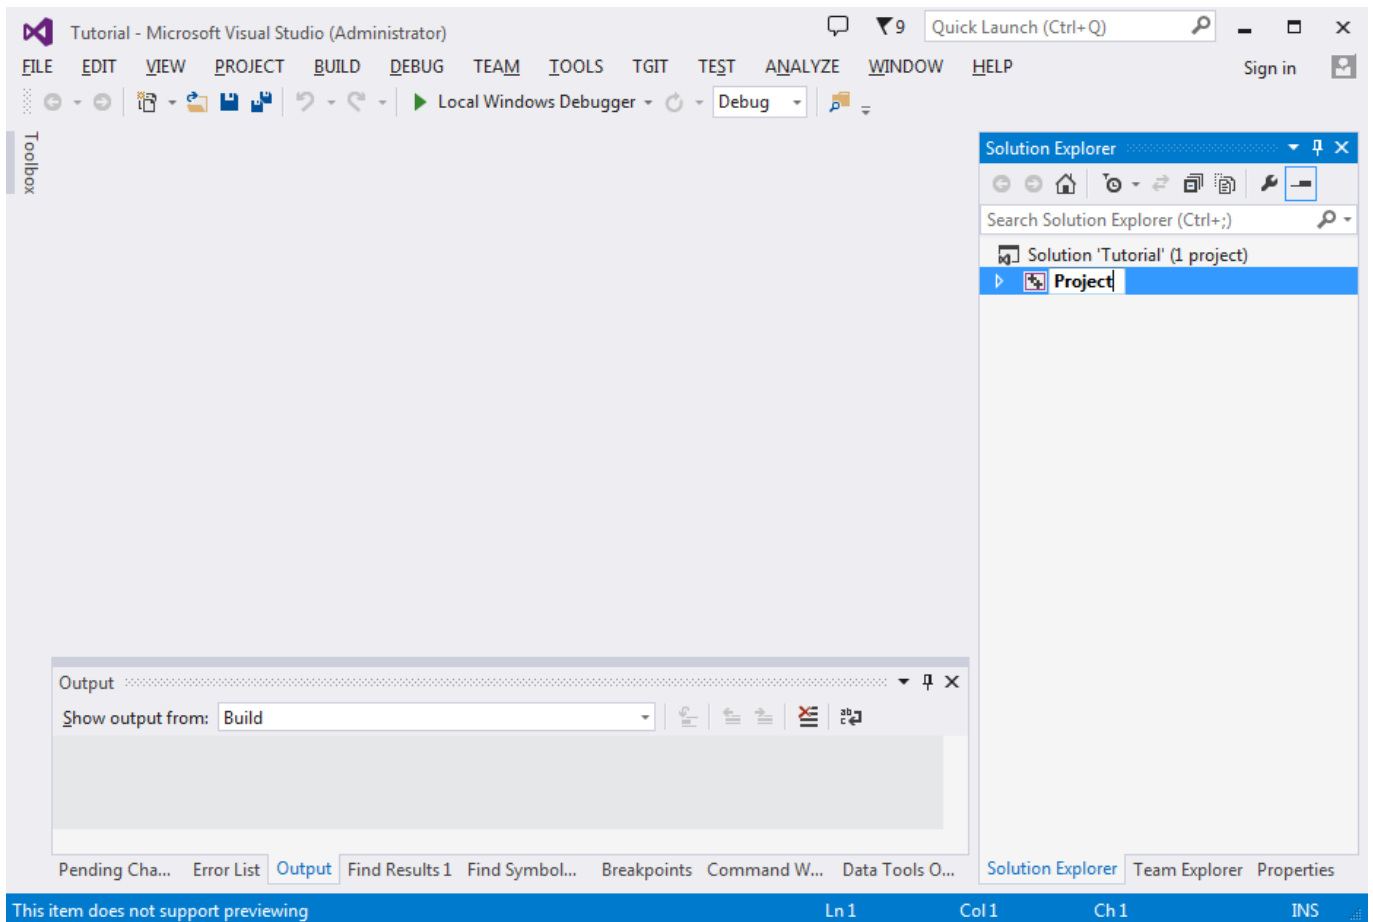 Tutorial - Microsoft Visual Studio (Administrator)
9
Quick Launch (Ctrl+Q)
FILE EDIT VIEW PROJECT BUILD DEBUG TEAM TOOLS TGIT TEST ANALYZE WINDOW HELP
Sign in
Local Windows Debugger
Debug
Toolbox
Solution Explorer
Search Solution Explorer (Ctrl+;)
Solution 'Tutorial' (1 project)
Project
Output
Show output from: Build
Pending Cha... Error List Output Find Results 1 Find Symbol... Breakpoints Command W... Data Tools O...
Solution Explorer Team Explorer Properties
This item does not support previewing
Ln 1 Col 1 Ch 1 INS